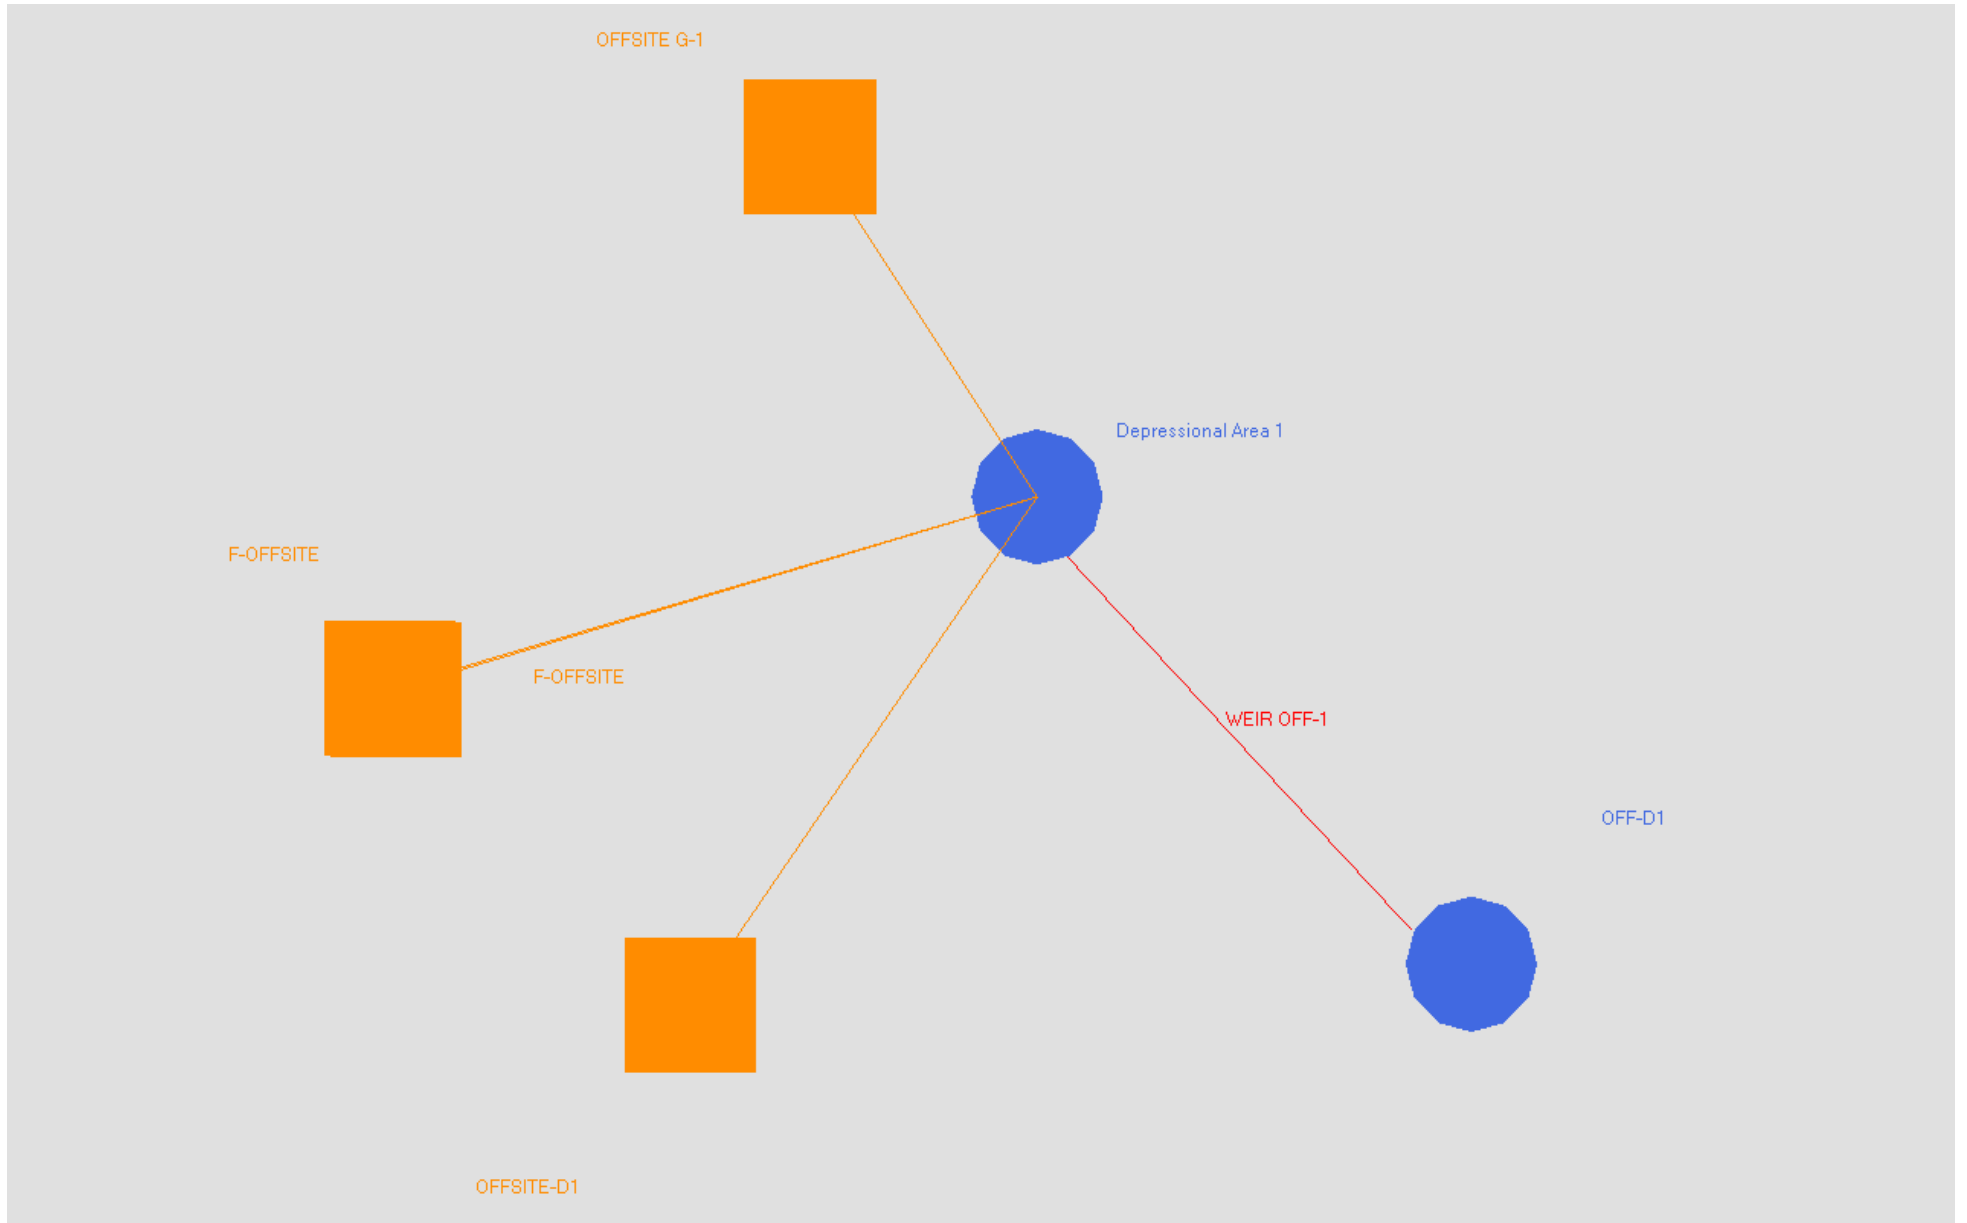 OFFSITE G-1
Depressional Area 1
F-OFFSITE
F-OFFSITE
WEIR OFF-1
OFF-D1
OFFSITE-D1